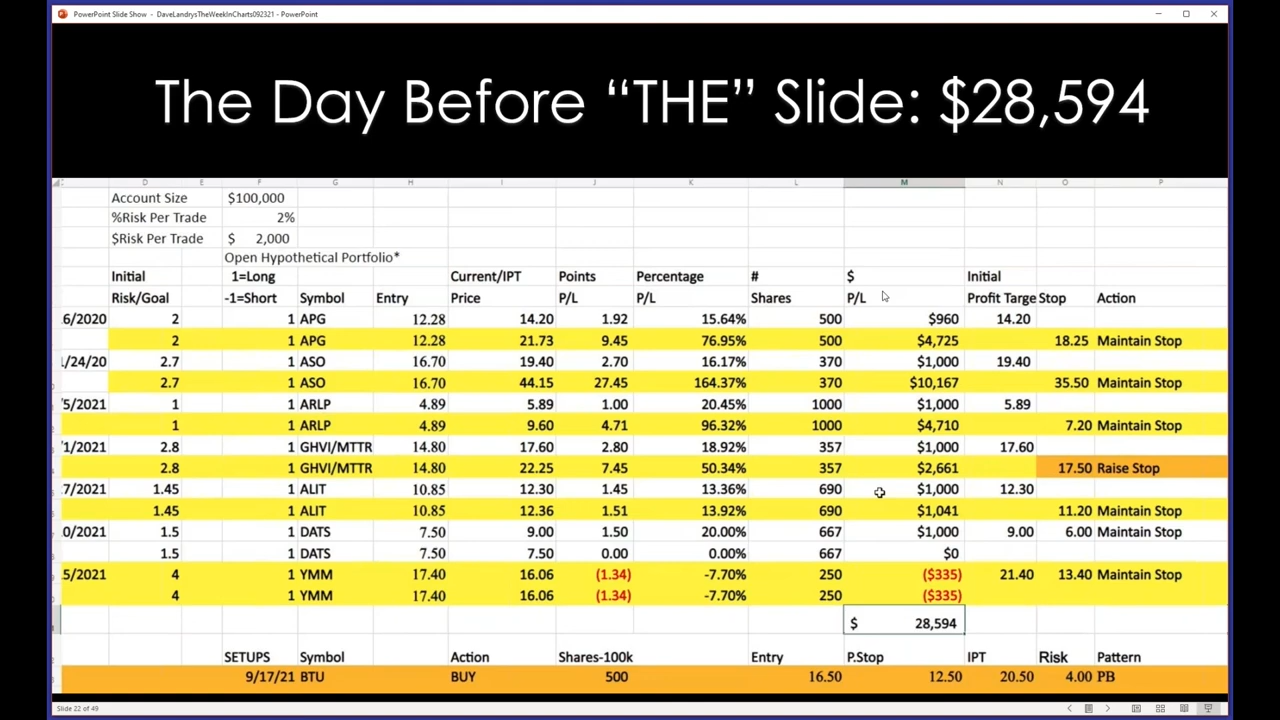 PowerPoint Slide Show - DaveLandrysTheWeekInCharts092321 - PowerPoint
The Day Before “THE” Slide: $28,594
D E F G H I J K L M N O P
Account Size $100,000
%Risk Per Trade 2%
$Risk Per Trade $ 2,000
Open Hypothetical Portfolio*
Initial 1=Long Current/IPT Points Percentage # $ Initial
Risk/Goal -1=Short Symbol Entry Price P/L P/L Shares P/L Profit Targe Stop Action
6/2020 2 1 APG 12.28 14.20 1.92 15.64% 500 $960 14.20
2 1 APG 12.28 21.73 9.45 76.95% 500 $4,725 18.25 Maintain Stop
1/24/20 2.7 1 ASO 16.70 19.40 2.70 16.17% 370 $1,000 19.40
2.7 1 ASO 16.70 44.15 27.45 164.37% 370 $10,167 35.50 Maintain Stop
/5/2021 1 1 ARLP 4.89 5.89 1.00 20.45% 1000 $1,000 5.89
1 1 ARLP 4.89 9.60 4.71 96.32% 1000 $4,710 7.20 Maintain Stop
/1/2021 2.8 1 GHVI/MTTR 14.80 17.60 2.80 18.92% 357 $1,000 17.60
2.8 1 GHVI/MTTR 14.80 22.25 7.45 50.34% 357 $2,661 17.50 Raise Stop
7/2021 1.45 1 ALIT 10.85 12.30 1.45 13.36% 690 $1,000 12.30
1.45 1 ALIT 10.85 12.36 1.51 13.92% 690 $1,041 11.20 Maintain Stop
0/2021 1.5 1 DATS 7.50 9.00 1.50 20.00% 667 $1,000 9.00 6.00 Maintain Stop
1.5 1 DATS 7.50 7.50 0.00 0.00% 667 $0
5/2021 4 1 YMM 17.40 16.06 (1.34) -7.70% 250 ($335) 21.40 13.40 Maintain Stop
4 1 YMM 17.40 16.06 (1.34) -7.70% 250 ($335)
$ 28,594
SETUPS Symbol Action Shares-100k Entry P.Stop IPT Risk Pattern
9/17/21 BTU BUY 500 16.50 12.50 20.50 4.00 PB
Slide 22 of 49